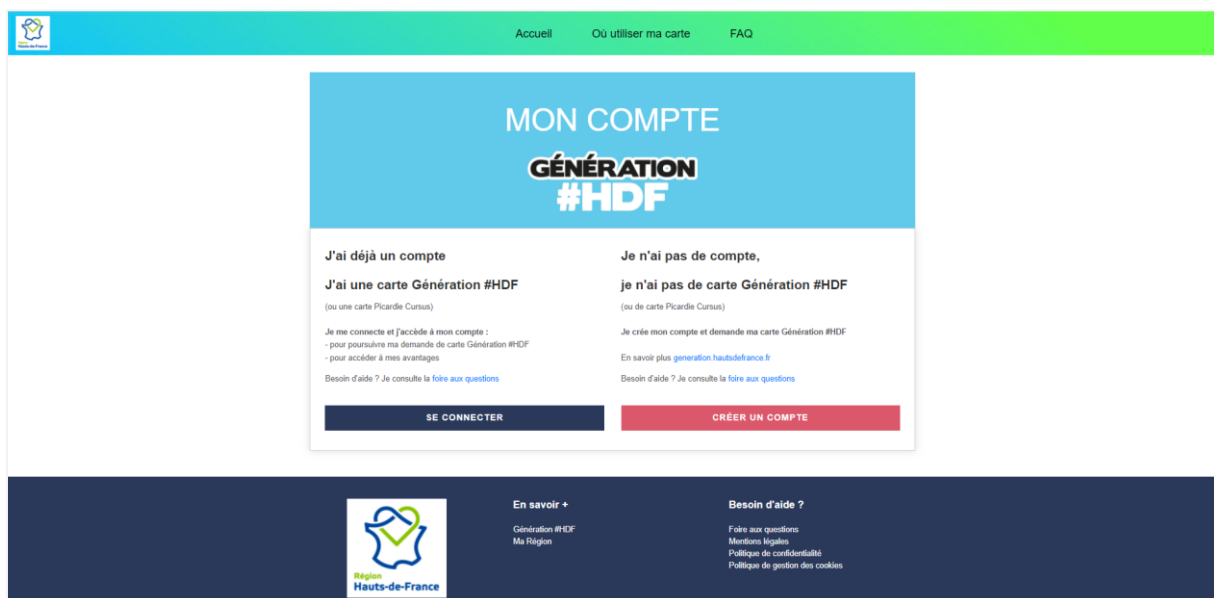 Région
Hauts-de-France
Accueil
Où utiliser ma carte
FAQ
MON COMPTE
GÉNÉRATION
#HDF
J'ai déjà un compte
J'ai une carte Génération #HDF
(ou une carte Picardie Cursus)
Je me connecte et j'accède à mon compte :
- pour poursuivre ma demande de carte Génération #HDF
- pour accéder à mes avantages
Besoin d'aide ? Je consulte la foire aux questions
SE CONNECTER
Je n'ai pas de compte,
je n'ai pas de carte Génération #HDF
(ou de carte Picardie Cursus)
Je crée mon compte et demande ma carte Génération #HDF
En savoir plus generation.hautsdefrance.fr
Besoin d'aide ? Je consulte la foire aux questions
CRÉER UN COMPTE
Région
Hauts-de-France
En savoir +
Génération #HDF
Ma Région
Besoin d'aide ?
Foire aux questions
Mentions légales
Politique de confidentialité
Politique de gestion des cookies